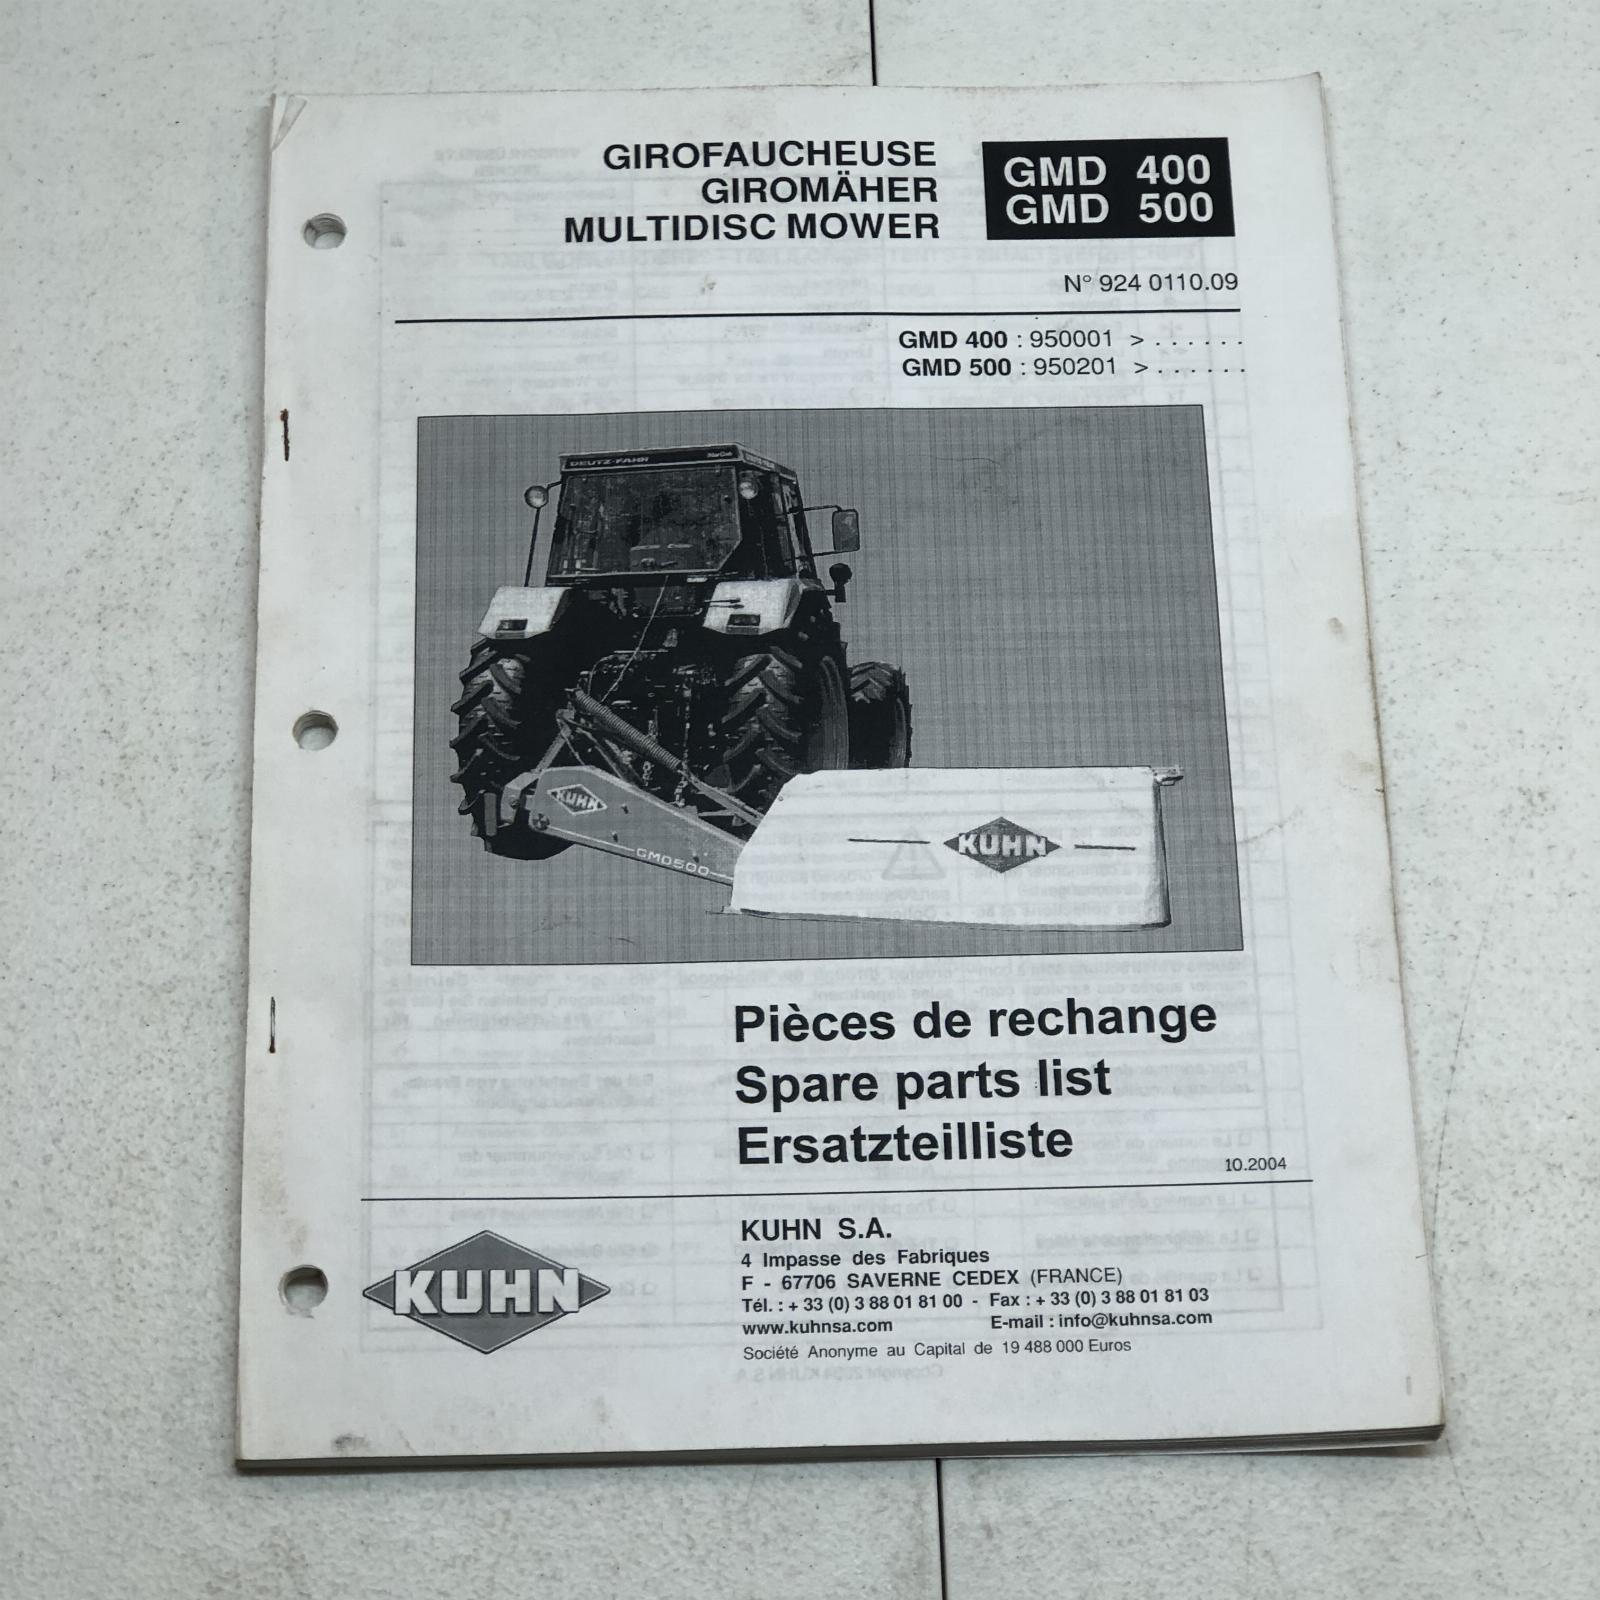 GIROFAUCHEUSE
GIROMÄHER
MULTIDISC MOWER
GMD 400
GMD 500
N° 924 0110.09
GMD 400 : 950001 > . . . . . .
GMD 500 : 950201 > . . . . . .
DEUTZ-FAHR
StarCab
KUHN
GMD500
KUHN
Pièces de rechange
Spare parts list
Ersatzteilliste
10.2004
KUHN
KUHN S.A.
4 Impasse des Fabriques
F - 67706 SAVERNE CEDEX (FRANCE)
Tél. : + 33 (0) 3 88 01 81 00 - Fax : + 33 (0) 3 88 01 81 03
www.kuhnsa.com E-mail : info@kuhnsa.com
Société Anonyme au Capital de 19 488 000 Euros